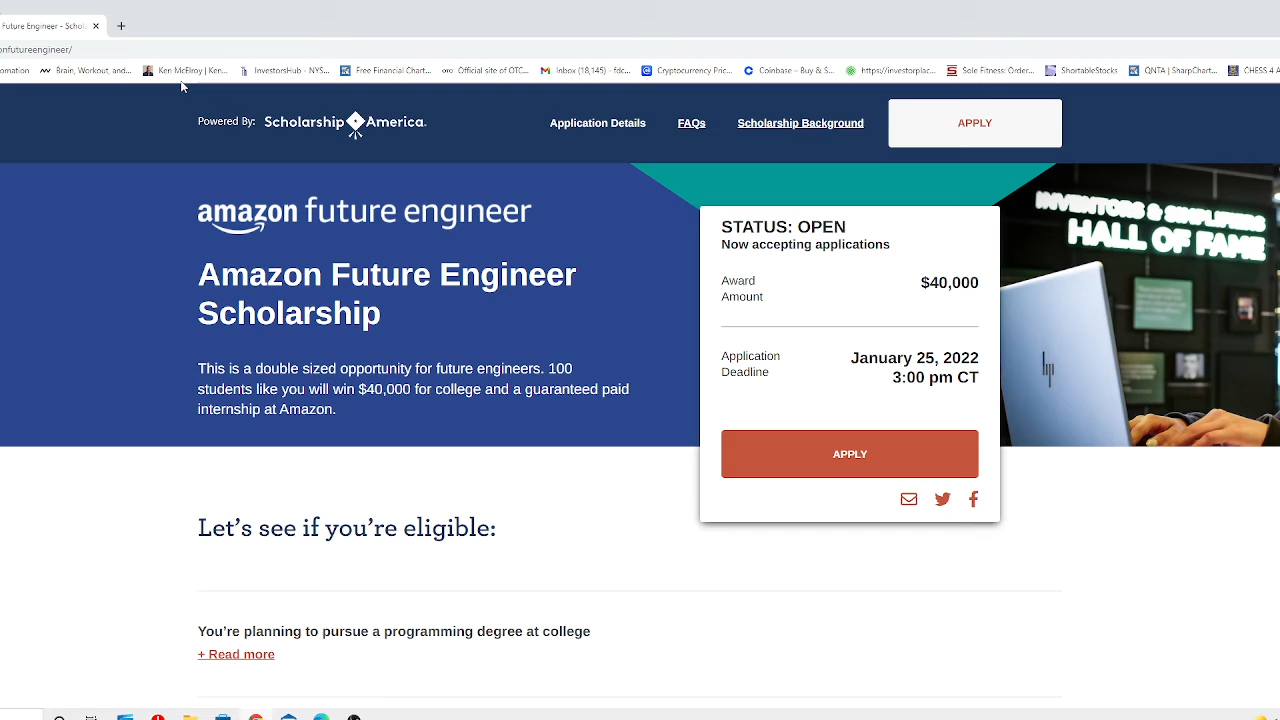 Future Engineer - Schol
onfutureengineer/
omation Brain, Workout, and... Ken McElroy | Ken... InvestorsHub - NYS... Free Financial Chart... Official site of OTC... Inbox (18,145) - fdc... Cryptocurrency Pric... Coinbase – Buy & S... https://investorplac... Sole Fitness: Order... ShortableStocks QNTA | SharpChart... CHESS 4 A
Powered By: Scholarship America
Application Details FAQs Scholarship Background APPLY
amazon future engineer
Amazon Future Engineer
Scholarship
This is a double sized opportunity for future engineers. 100
students like you will win $40,000 for college and a guaranteed paid
internship at Amazon.
STATUS: OPEN
Now accepting applications
Award
Amount
$40,000
Application
Deadline
January 25, 2022
3:00 pm CT
APPLY
INVENTORS & SIMPLIFIERS
HALL OF FAME
hp
Let's see if you're eligible:
You're planning to pursue a programming degree at college
+ Read more